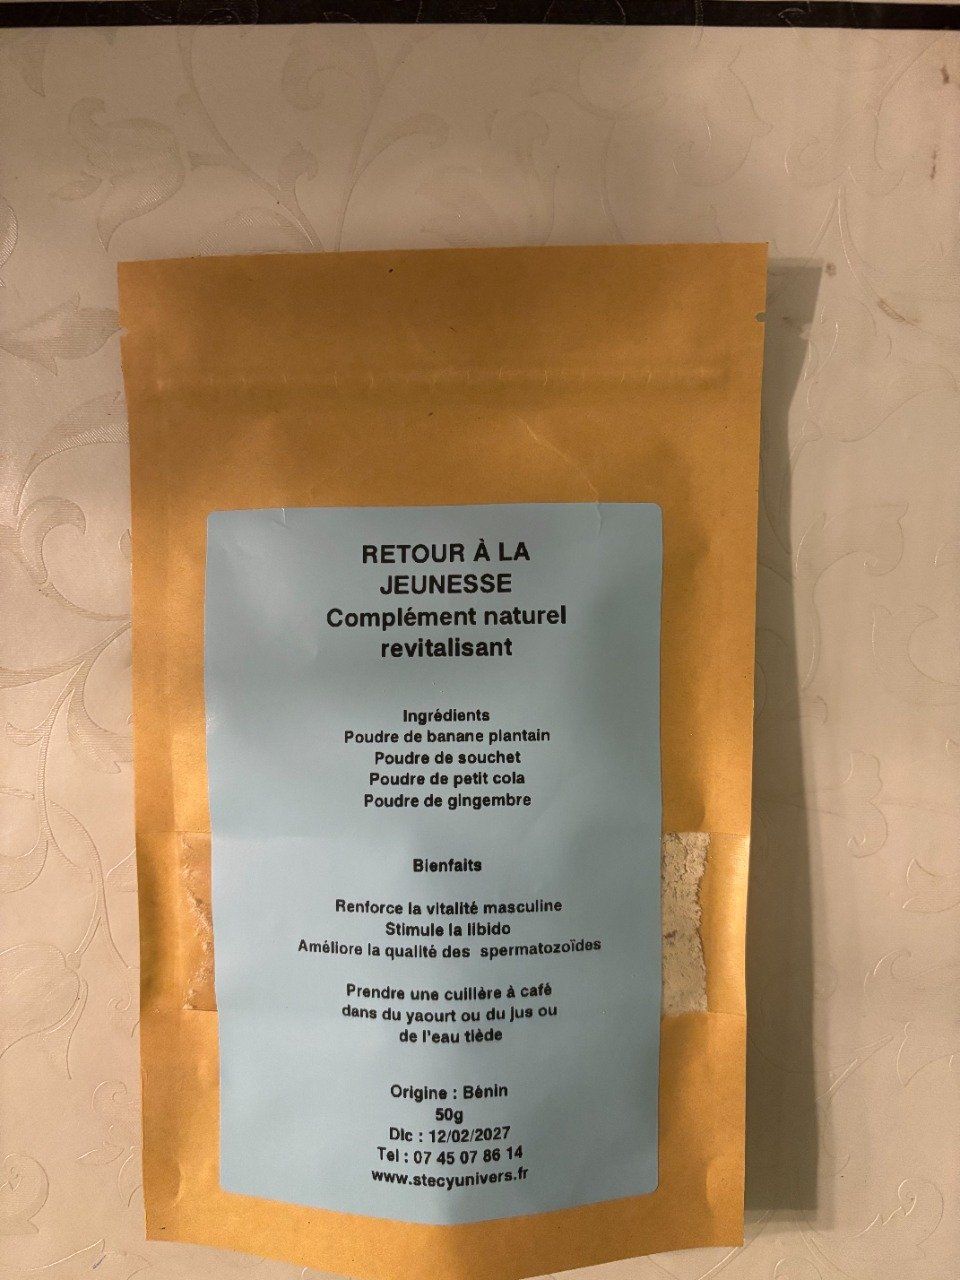 RETOUR À LA
JEUNESSE
Complément naturel
revitalisant
Ingrédients
Poudre de banane plantain
Poudre de souchet
Poudre de petit cola
Poudre de gingembre
Bienfaits
Renforce la vitalité masculine
Stimule la libido
Améliore la qualité des spermatozoïdes
Prendre une cuillère à café
dans du yaourt ou du jus ou
de l'eau tiède
Origine : Bénin
50g
Dlc : 12/02/2027
Tel : 07 45 07 86 14
www.stecyunivers.fr